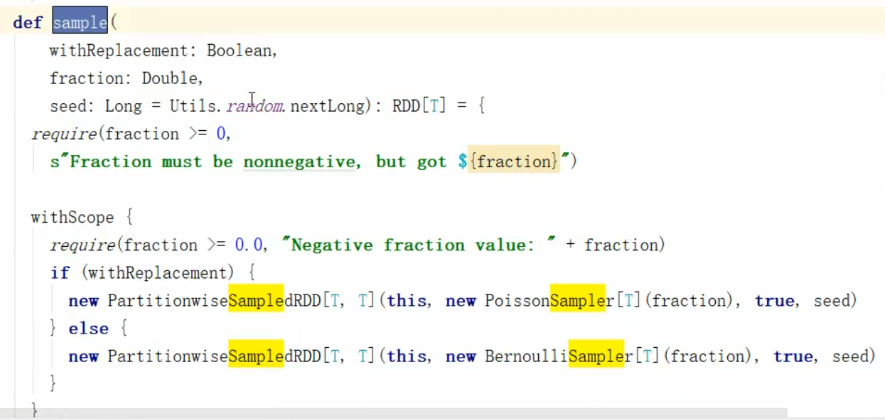 def sample(
withReplacement: Boolean,
fraction: Double,
seed: Long = Utils.random.nextLong): RDD[T] = {
require(fraction >= 0,
s"Fraction must be nonnegative, but got ${fraction}")
withScope {
require(fraction >= 0.0, "Negative fraction value: " + fraction)
if (withReplacement) {
new PartitionwiseSampledRDD[T, T](this, new PoissonSampler[T](fraction), true, seed)
} else {
new PartitionwiseSampledRDD[T, T](this, new BernoulliSampler[T](fraction), true, seed)
}
}